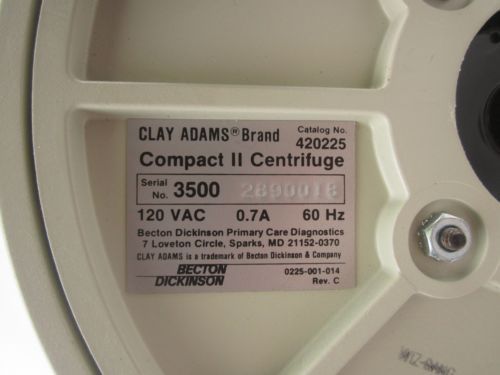 CLAY ADAMS® Brand
Catalog No.
420225
Compact II Centrifuge
Serial No. 3500 2890018
120 VAC 0.7A 60 Hz
Becton Dickinson Primary Care Diagnostics
7 Loveton Circle, Sparks, MD 21152-0370
CLAY ADAMS is a trademark of Becton Dickinson & Company
BECTON
DICKINSON
0225-001-014
Rev. C